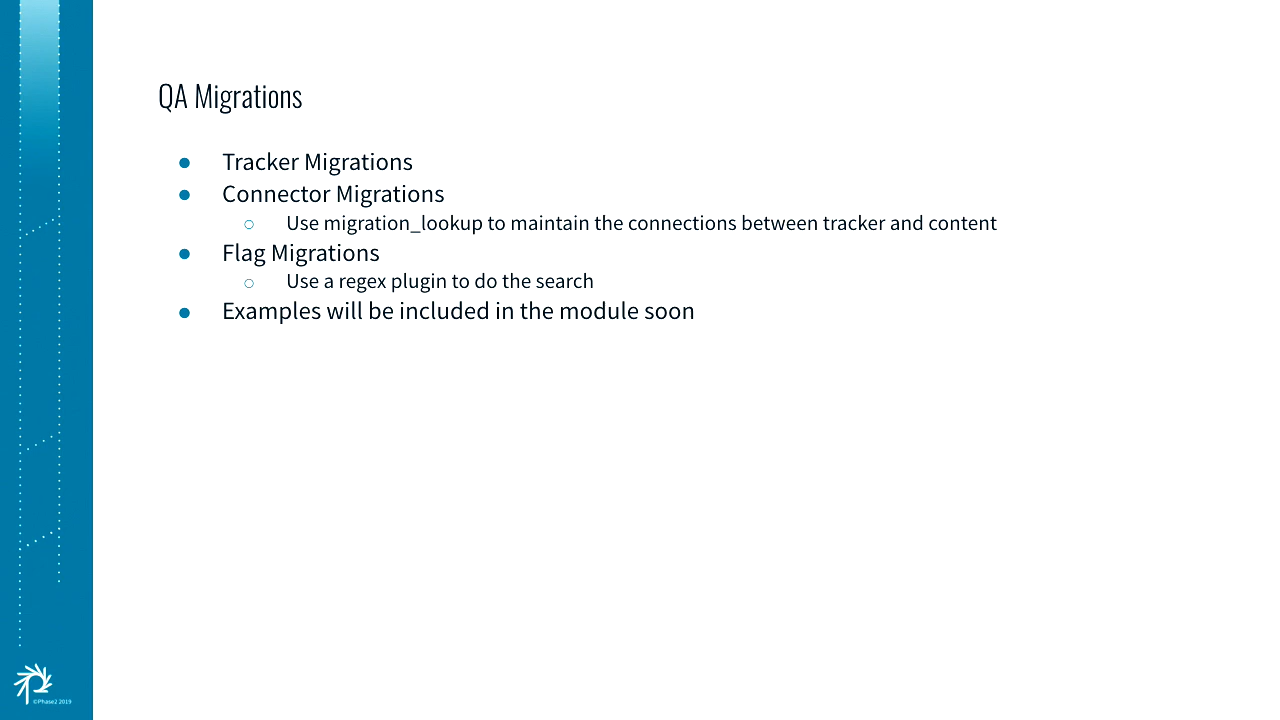 QA Migrations
● Tracker Migrations
● Connector Migrations
○ Use migration_lookup to maintain the connections between tracker and content
● Flag Migrations
○ Use a regex plugin to do the search
● Examples will be included in the module soon
©Phase2 2019